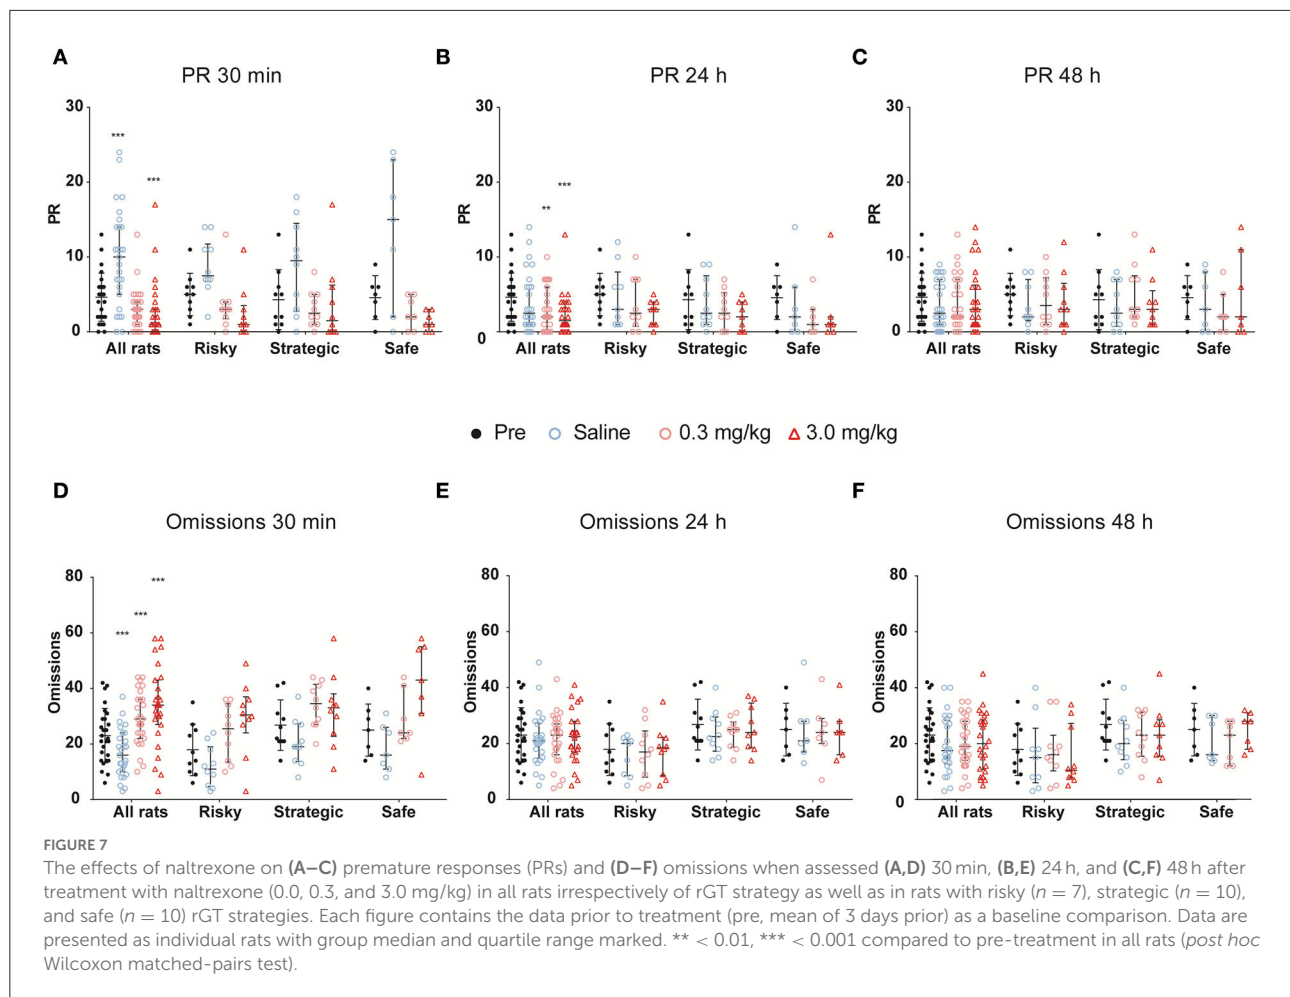 A
PR 30 min
30
20
10
0
PR
***
***
All rats
Risky
Strategic
Safe
B
PR 24 h
30
20
10
0
PR
**
***
All rats
Risky
Strategic
Safe
C
PR 48 h
30
20
10
0
PR
All rats
Risky
Strategic
Safe
Pre
Saline
0.3 mg/kg
3.0 mg/kg
D
Omissions 30 min
80
60
40
20
0
Omissions
***
***
***
All rats
Risky
Strategic
Safe
E
Omissions 24 h
80
60
40
20
0
Omissions
All rats
Risky
Strategic
Safe
F
Omissions 48 h
80
60
40
20
0
Omissions
All rats
Risky
Strategic
Safe
FIGURE 7
The effects of naltrexone on (A–C) premature responses (PRs) and (D–F) omissions when assessed (A,D) 30 min, (B,E) 24 h, and (C,F) 48 h after
treatment with naltrexone (0.0, 0.3, and 3.0 mg/kg) in all rats irrespectively of rGT strategy as well as in rats with risky (n = 7), strategic (n = 10),
and safe (n = 10) rGT strategies. Each figure contains the data prior to treatment (pre, mean of 3 days prior) as a baseline comparison. Data are
presented as individual rats with group median and quartile range marked. ** < 0.01, *** < 0.001 compared to pre-treatment in all rats (post hoc
Wilcoxon matched-pairs test).